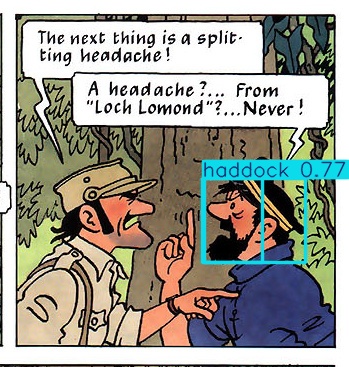 The next thing is a split-
ting headache!
A headache?... From
"Loch Lomond"?...Never!
haddock 0.77